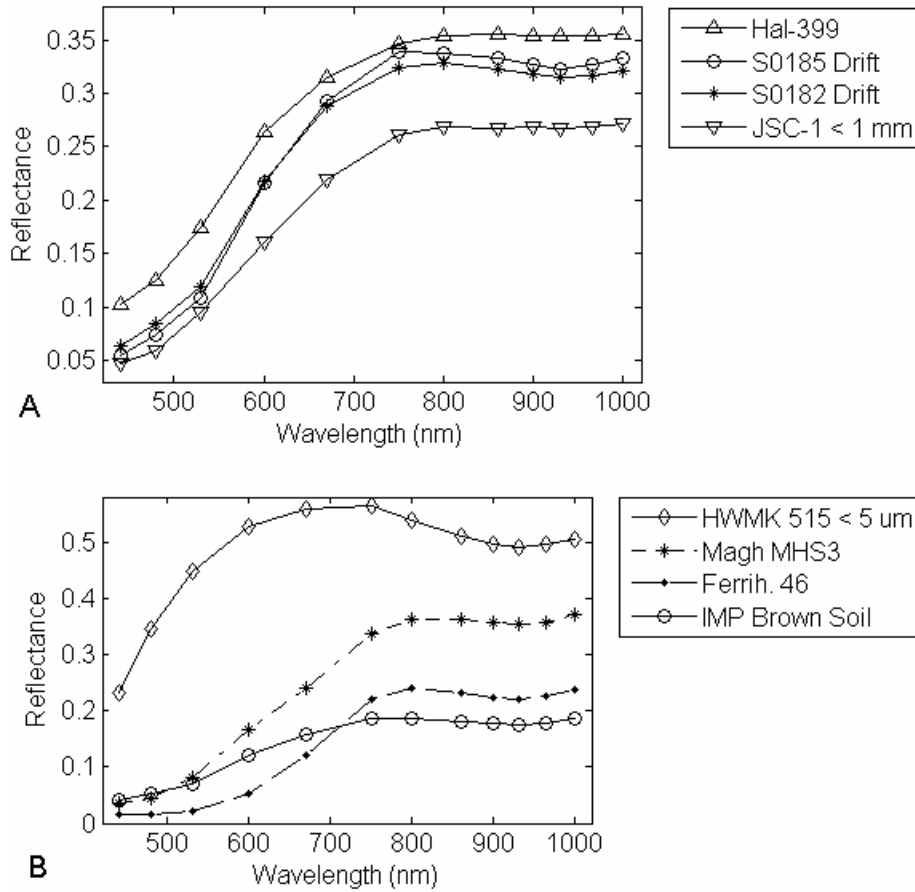 0.35
0.3
0.25
0.2
0.15
0.1
0.05
Reflectance
500 600 700 800 900 1000
Wavelength (nm)
A
Hal-399
S0185 Drift
S0182 Drift
JSC-1 < 1 mm
0.5
0.4
0.3
0.2
0.1
0
Reflectance
500 600 700 800 900 1000
Wavelength (nm)
B
HWMK 515 < 5 um
Magh MHS3
Ferrih. 46
IMP Brown Soil